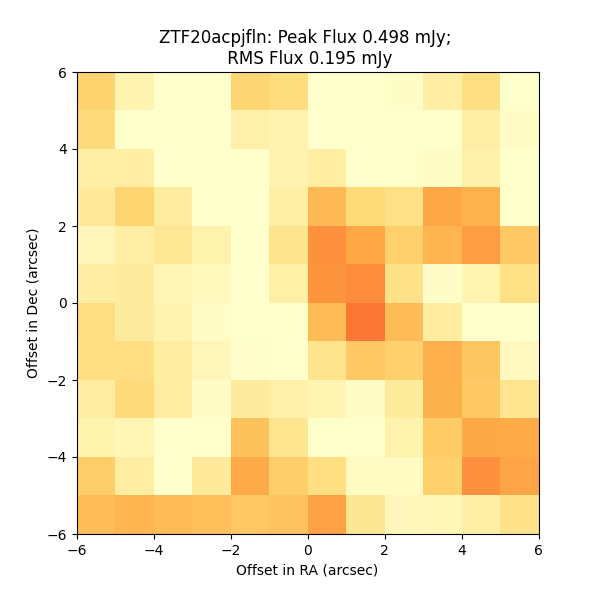 ZTF20acpjfln: Peak Flux 0.498 mJy;
RMS Flux 0.195 mJy
6
4
2
0
−2
−4
−6
Offset in Dec (arcsec)
−6 −4 −2 0 2 4 6
Offset in RA (arcsec)